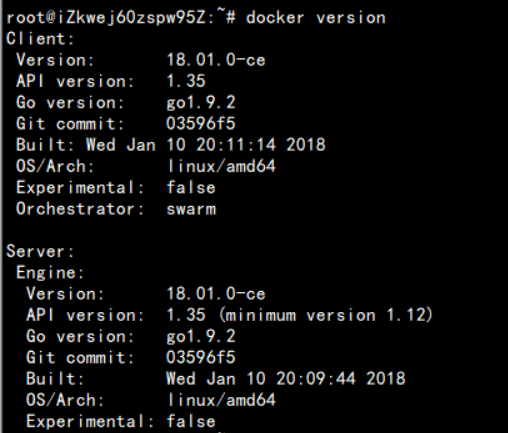 root@iZkwej6Ozspw95Z:~# docker version
Client:
 Version:       18.01.0-ce
 API version:   1.35
 Go version:    go1.9.2
 Git commit:    03596f5
 Built: Wed Jan 10 20:11:14 2018
 OS/Arch:       linux/amd64
 Experimental:  false
 Orchestrator:  swarm

Server:
 Engine:
  Version:      18.01.0-ce
  API version:  1.35 (minimum version 1.12)
  Go version:   go1.9.2
  Git commit:   03596f5
  Built:        Wed Jan 10 20:09:44 2018
  OS/Arch:      linux/amd64
  Experimental: false